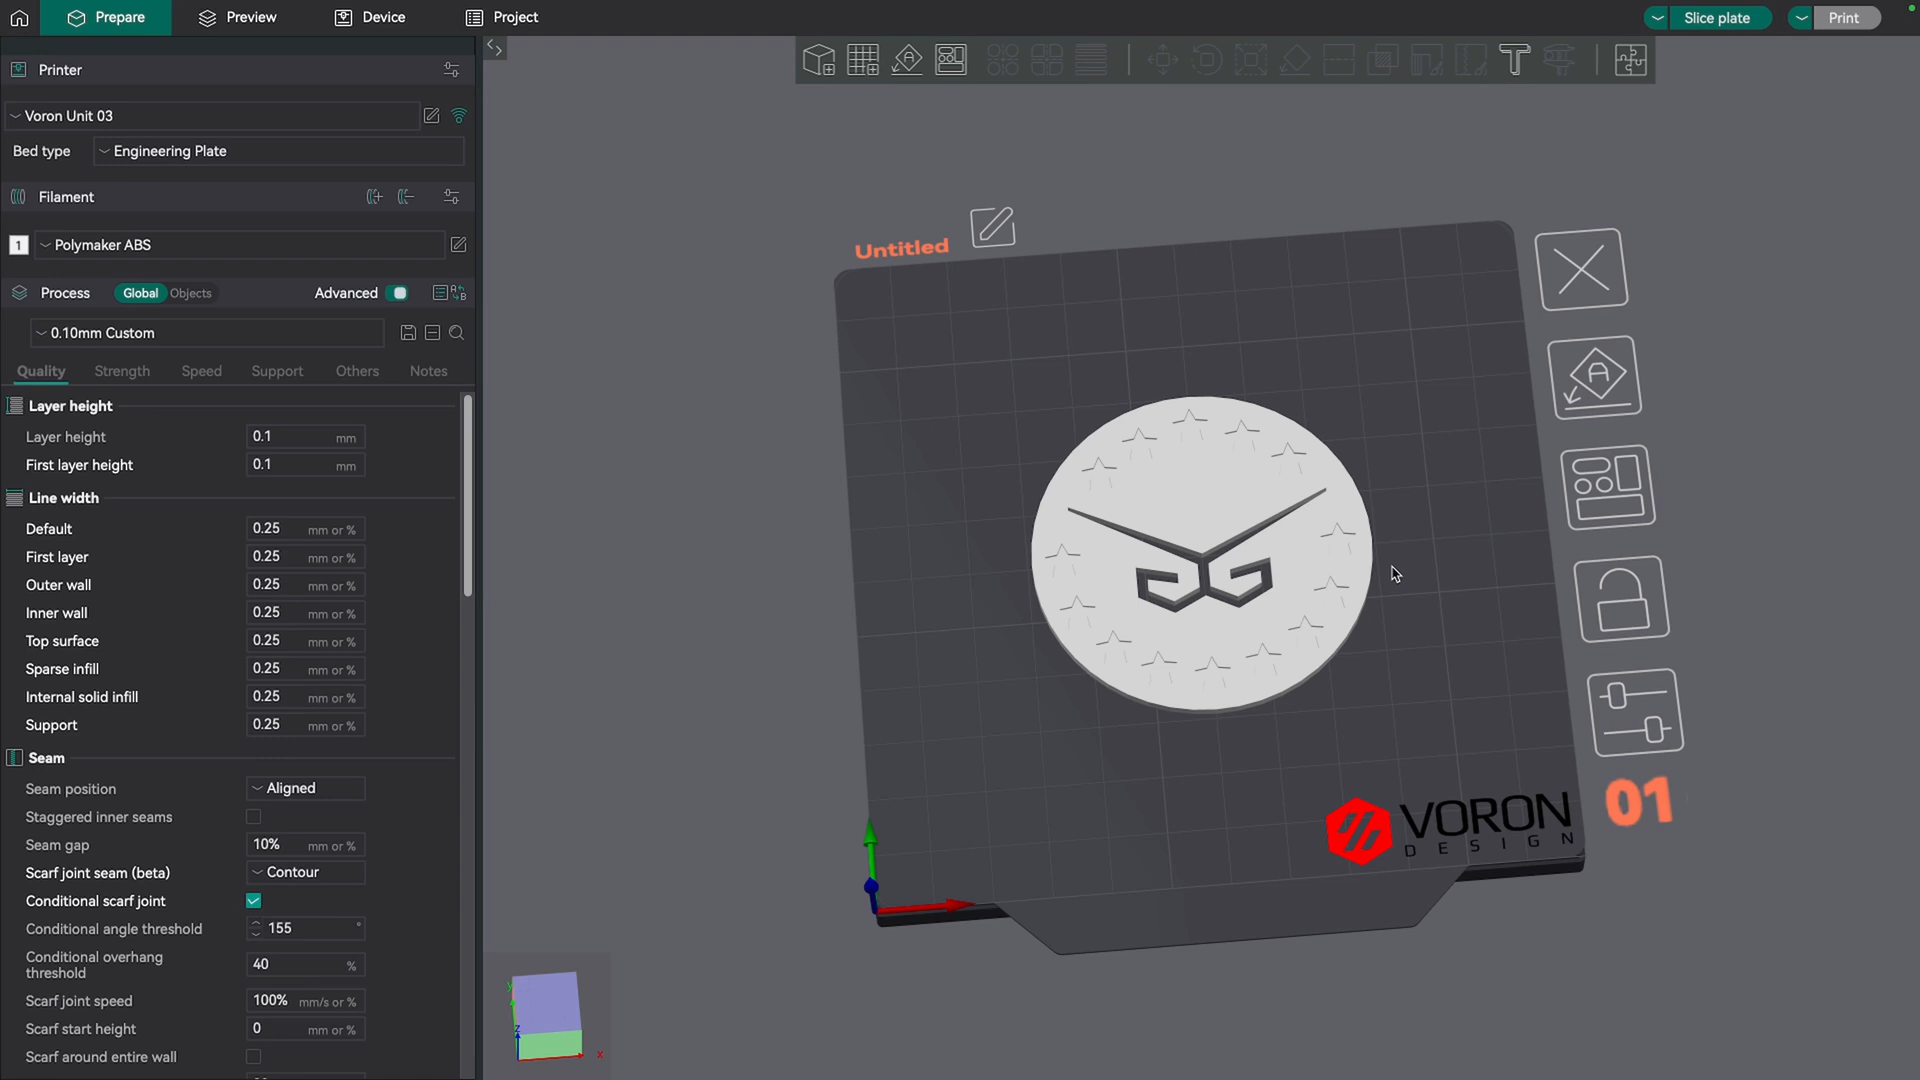 Prepare Preview Device Project Slice plate Print
Printer
Voron Unit 03
Bed type Engineering Plate
Filament
1 Polymaker ABS
Process Global Objects Advanced
0.10mm Custom
Quality Strength Speed Support Others Notes
Layer height
Layer height 0.1 mm
First layer height 0.1 mm
Line width
Default 0.25 mm or %
First layer 0.25 mm or %
Outer wall 0.25 mm or %
Inner wall 0.25 mm or %
Top surface 0.25 mm or %
Sparse infill 0.25 mm or %
Internal solid infill 0.25 mm or %
Support 0.25 mm or %
Seam
Seam position Aligned
Staggered inner seams
Seam gap 10% mm or %
Scarf joint seam (beta) Contour
Conditional scarf joint
Conditional angle threshold 155 °
Conditional overhang
threshold 40 %
Scarf joint speed 100% mm/s or %
Scarf start height 0 mm or %
Scarf around entire wall
Untitled
A
VORON
DESIGN
01
y
z
x